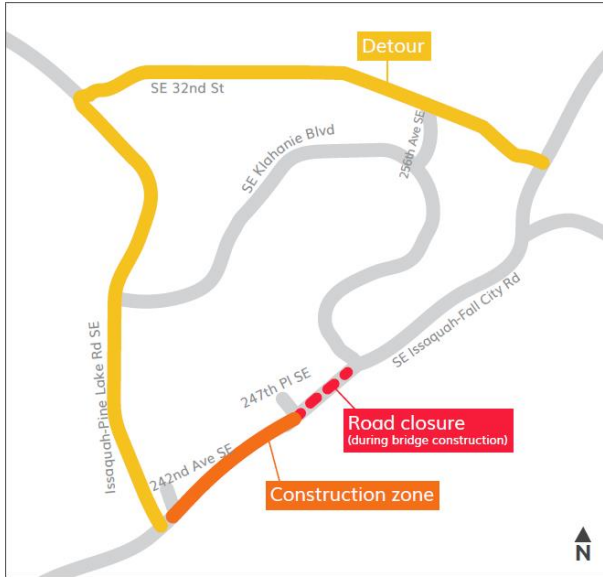 Detour
SE 32nd St
256th Ave SE
SE Klahanie Blvd
SE Issaquah-Fall City Rd
Issaquah-Pine Lake Rd SE
247th Pl SE
Road closure
(during bridge construction)
242nd Ave SE
Construction zone
N